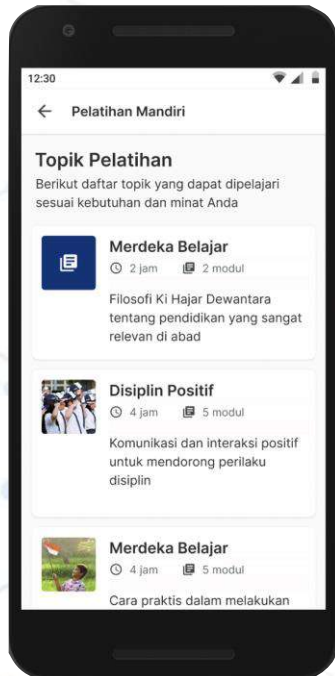 12:30
Pelatihan Mandiri
Topik Pelatihan
Berikut daftar topik yang dapat dipelajari
sesuai kebutuhan dan minat Anda
Merdeka Belajar
2 jam 2 modul
Filosofi Ki Hajar Dewantara
tentang pendidikan yang sangat
relevan di abad
Disiplin Positif
4 jam 5 modul
Komunikasi dan interaksi positif
untuk mendorong perilaku
disiplin
Merdeka Belajar
4 jam 5 modul
Cara praktis dalam melakukan